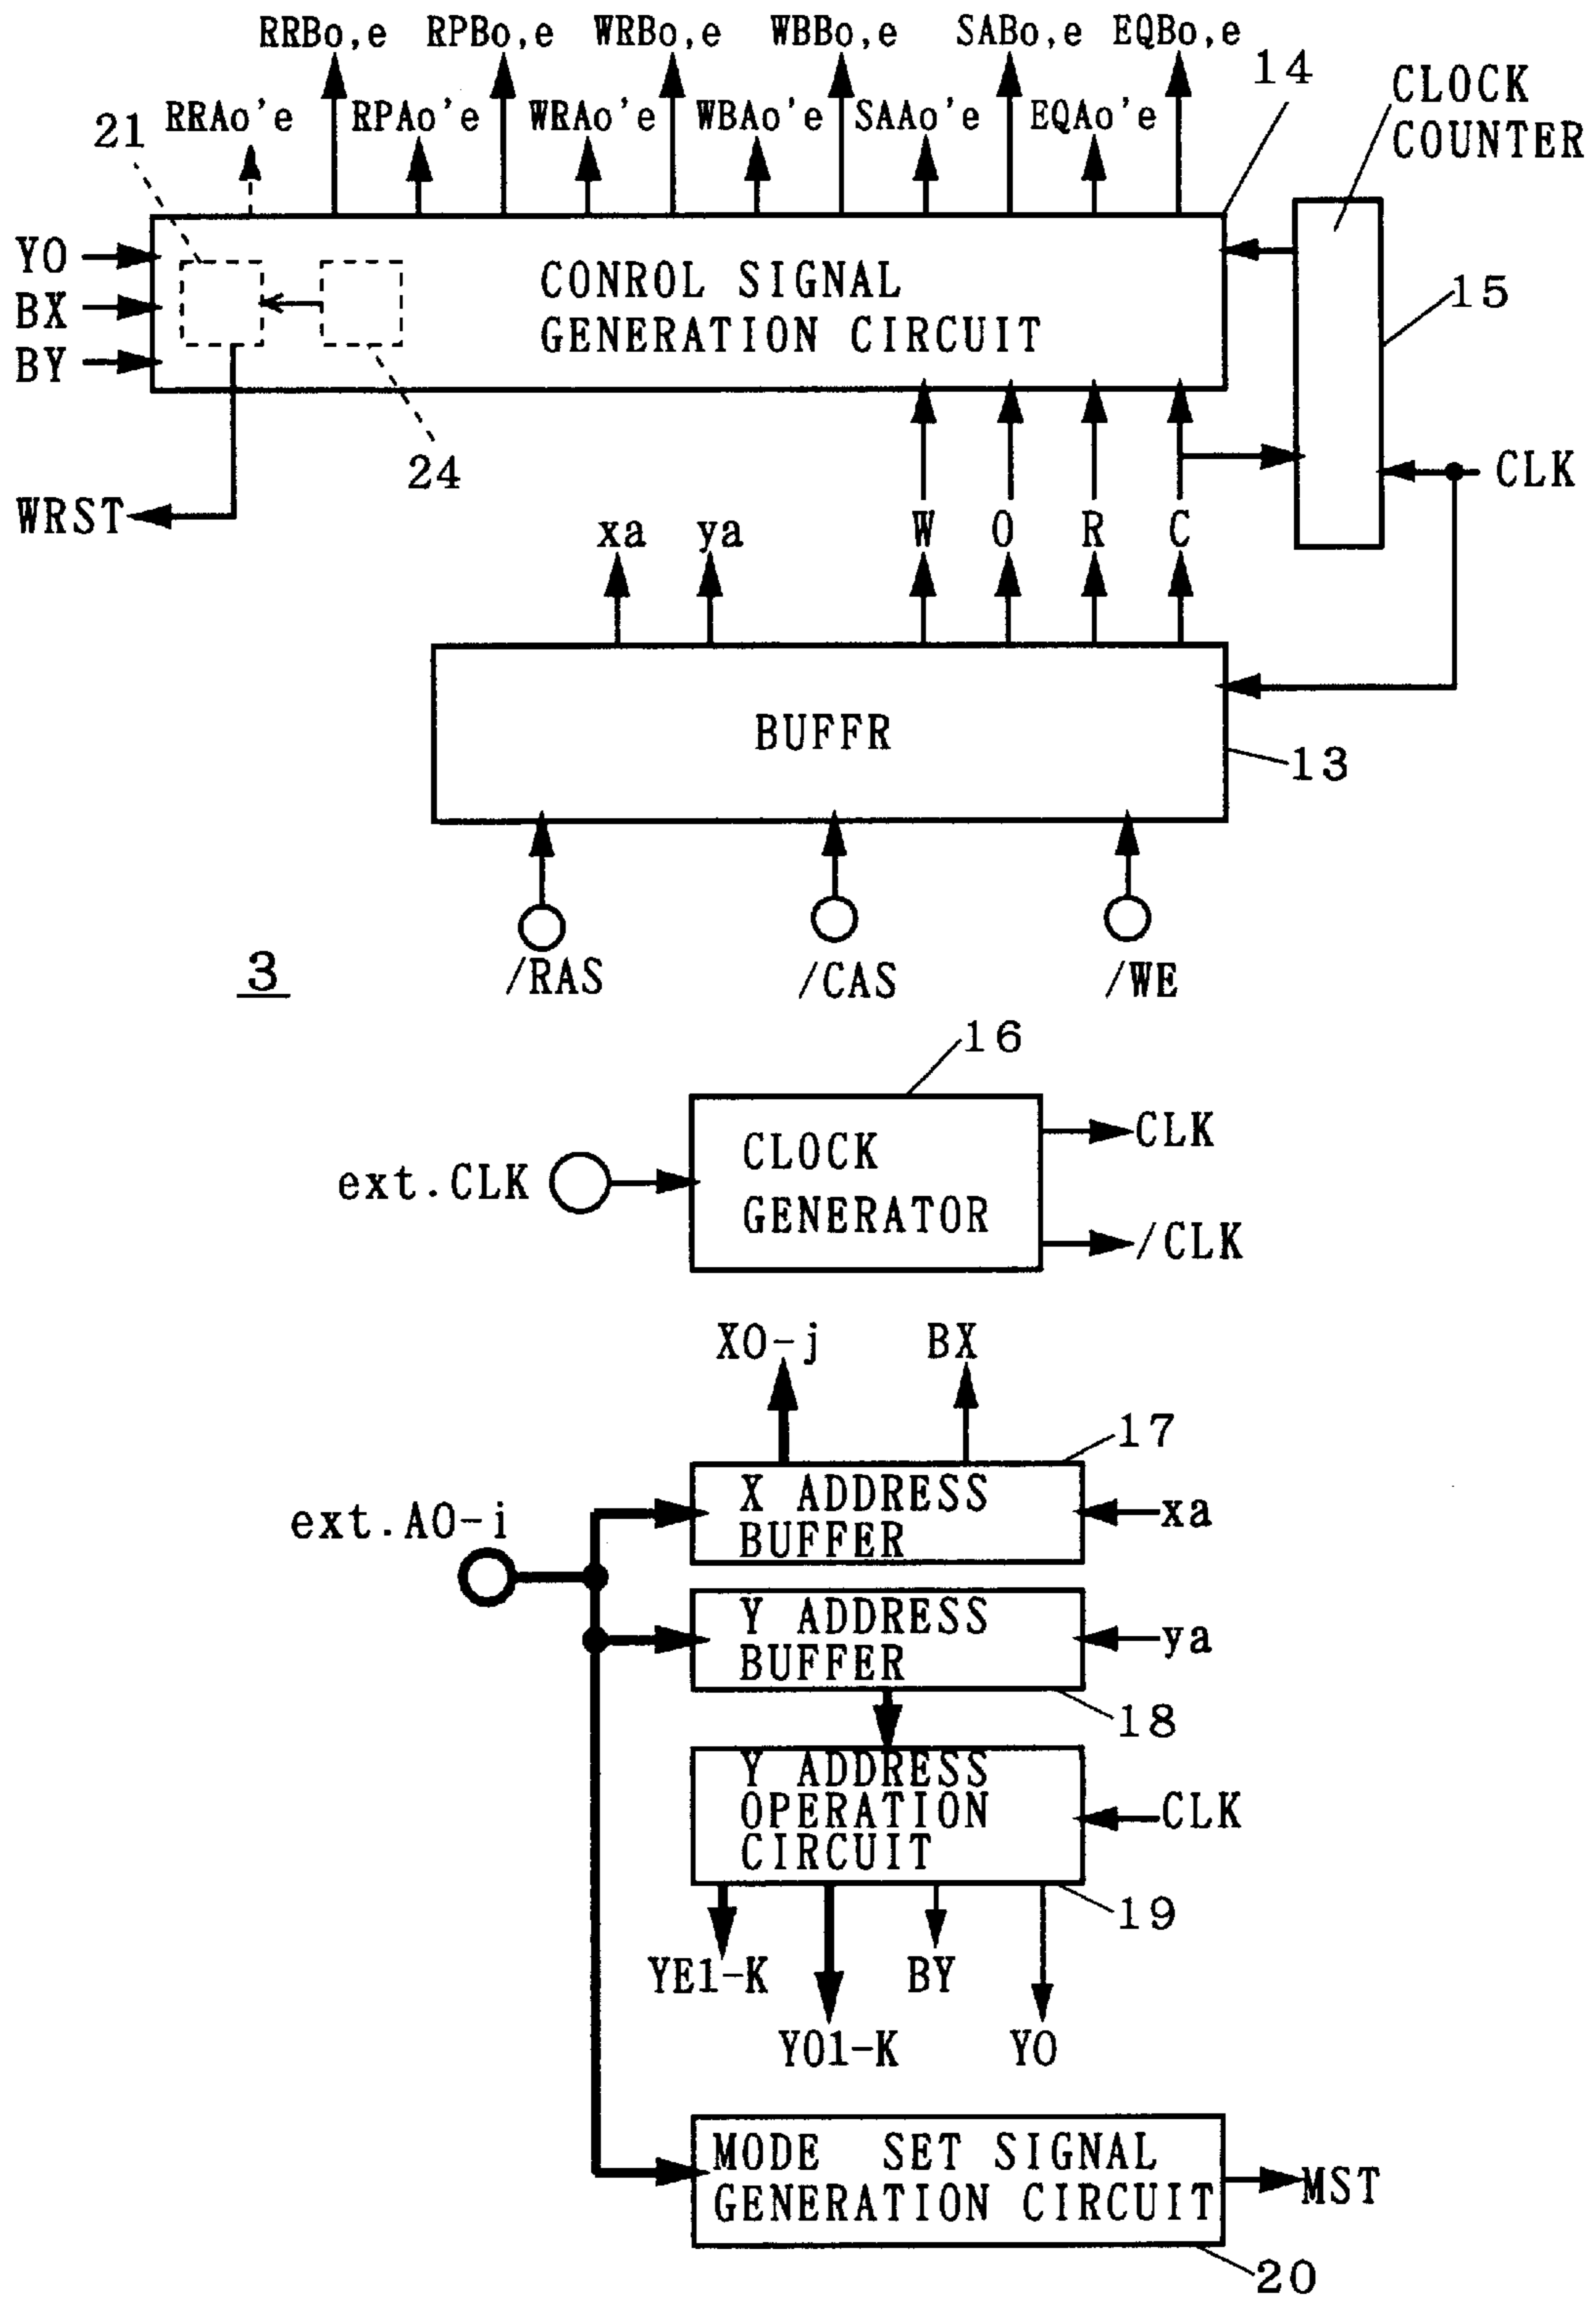 RRBo,e RPBo,e WRBo,e WBBo,e SABo,e EQBo,e
14
CLOCK
COUNTER
RRAo'e RPAo'e WRAo'e WBAo'e SAAo'e EQAo'e
21
YO
BX
BY
CONROL SIGNAL
GENERATION CIRCUIT
15
24
CLK
WRST
xa ya W O R C
BUFFR
13
/RAS /CAS /WE
3
16
ext.CLK
CLOCK
GENERATOR
CLK
/CLK
X0-j BX
17
ext.A0-i
X ADDRESS
BUFFER
xa
Y ADDRESS
BUFFER
ya
18
Y ADDRESS
OPERATION
CIRCUIT
CLK
19
YE1-K BY
YO1-K YO
MODE SET SIGNAL
GENERATION CIRCUIT
MST
20